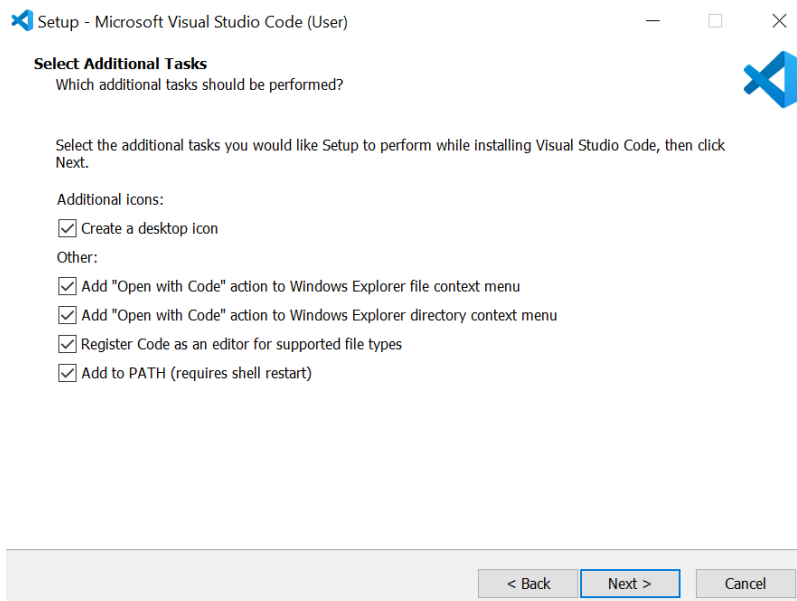 Setup - Microsoft Visual Studio Code (User)
Select Additional Tasks
Which additional tasks should be performed?
Select the additional tasks you would like Setup to perform while installing Visual Studio Code, then click
Next.
Additional icons:
Create a desktop icon
Other:
Add "Open with Code" action to Windows Explorer file context menu
Add "Open with Code" action to Windows Explorer directory context menu
Register Code as an editor for supported file types
Add to PATH (requires shell restart)
< Back Next > Cancel